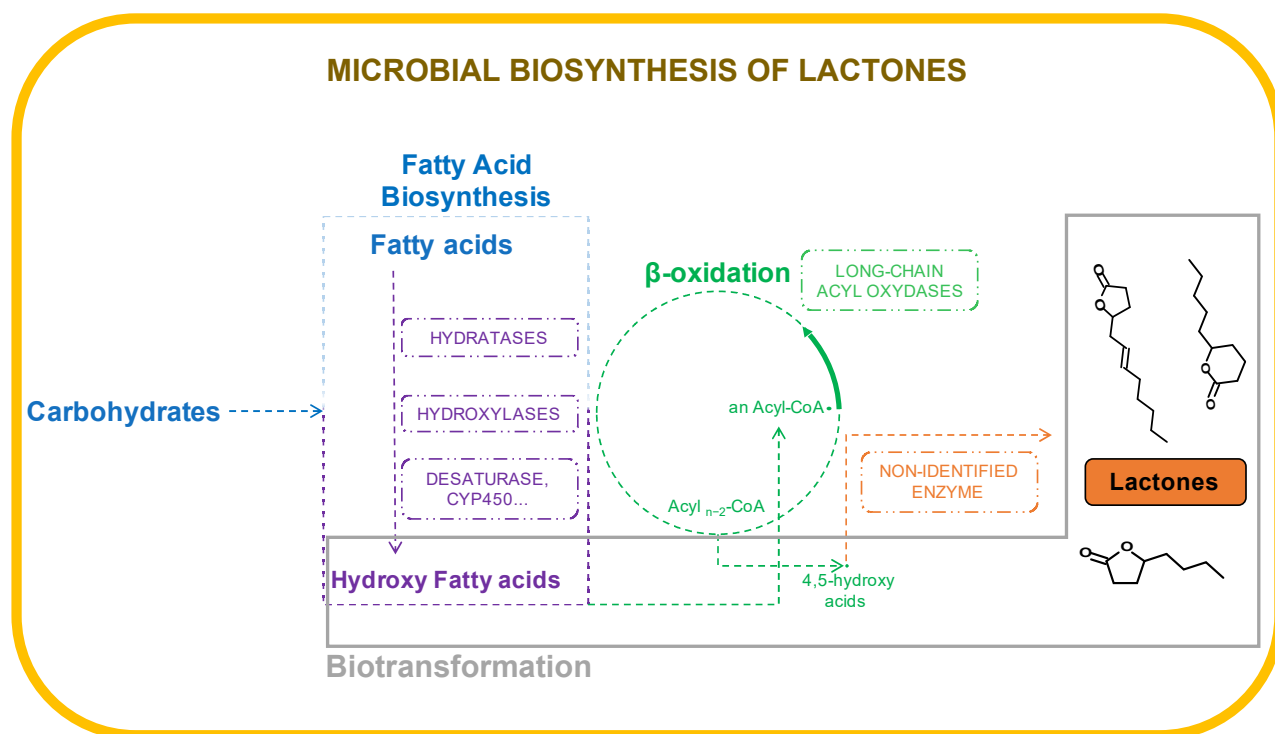 MICROBIAL BIOSYNTHESIS OF LACTONES
Fatty Acid
Biosynthesis
Fatty acids
HYDRATASES
HYDROXYLASES
DESATURASE,
CYP450...
Hydroxy Fatty acids
Carbohydrates
β-oxidation
LONG-CHAIN
ACYL OXYDASES
an Acyl-CoA
Acyl n−2-CoA
4,5-hydroxy
acids
NON-IDENTIFIED
ENZYME
O
O
O
O
Lactones
O
O
Biotransformation